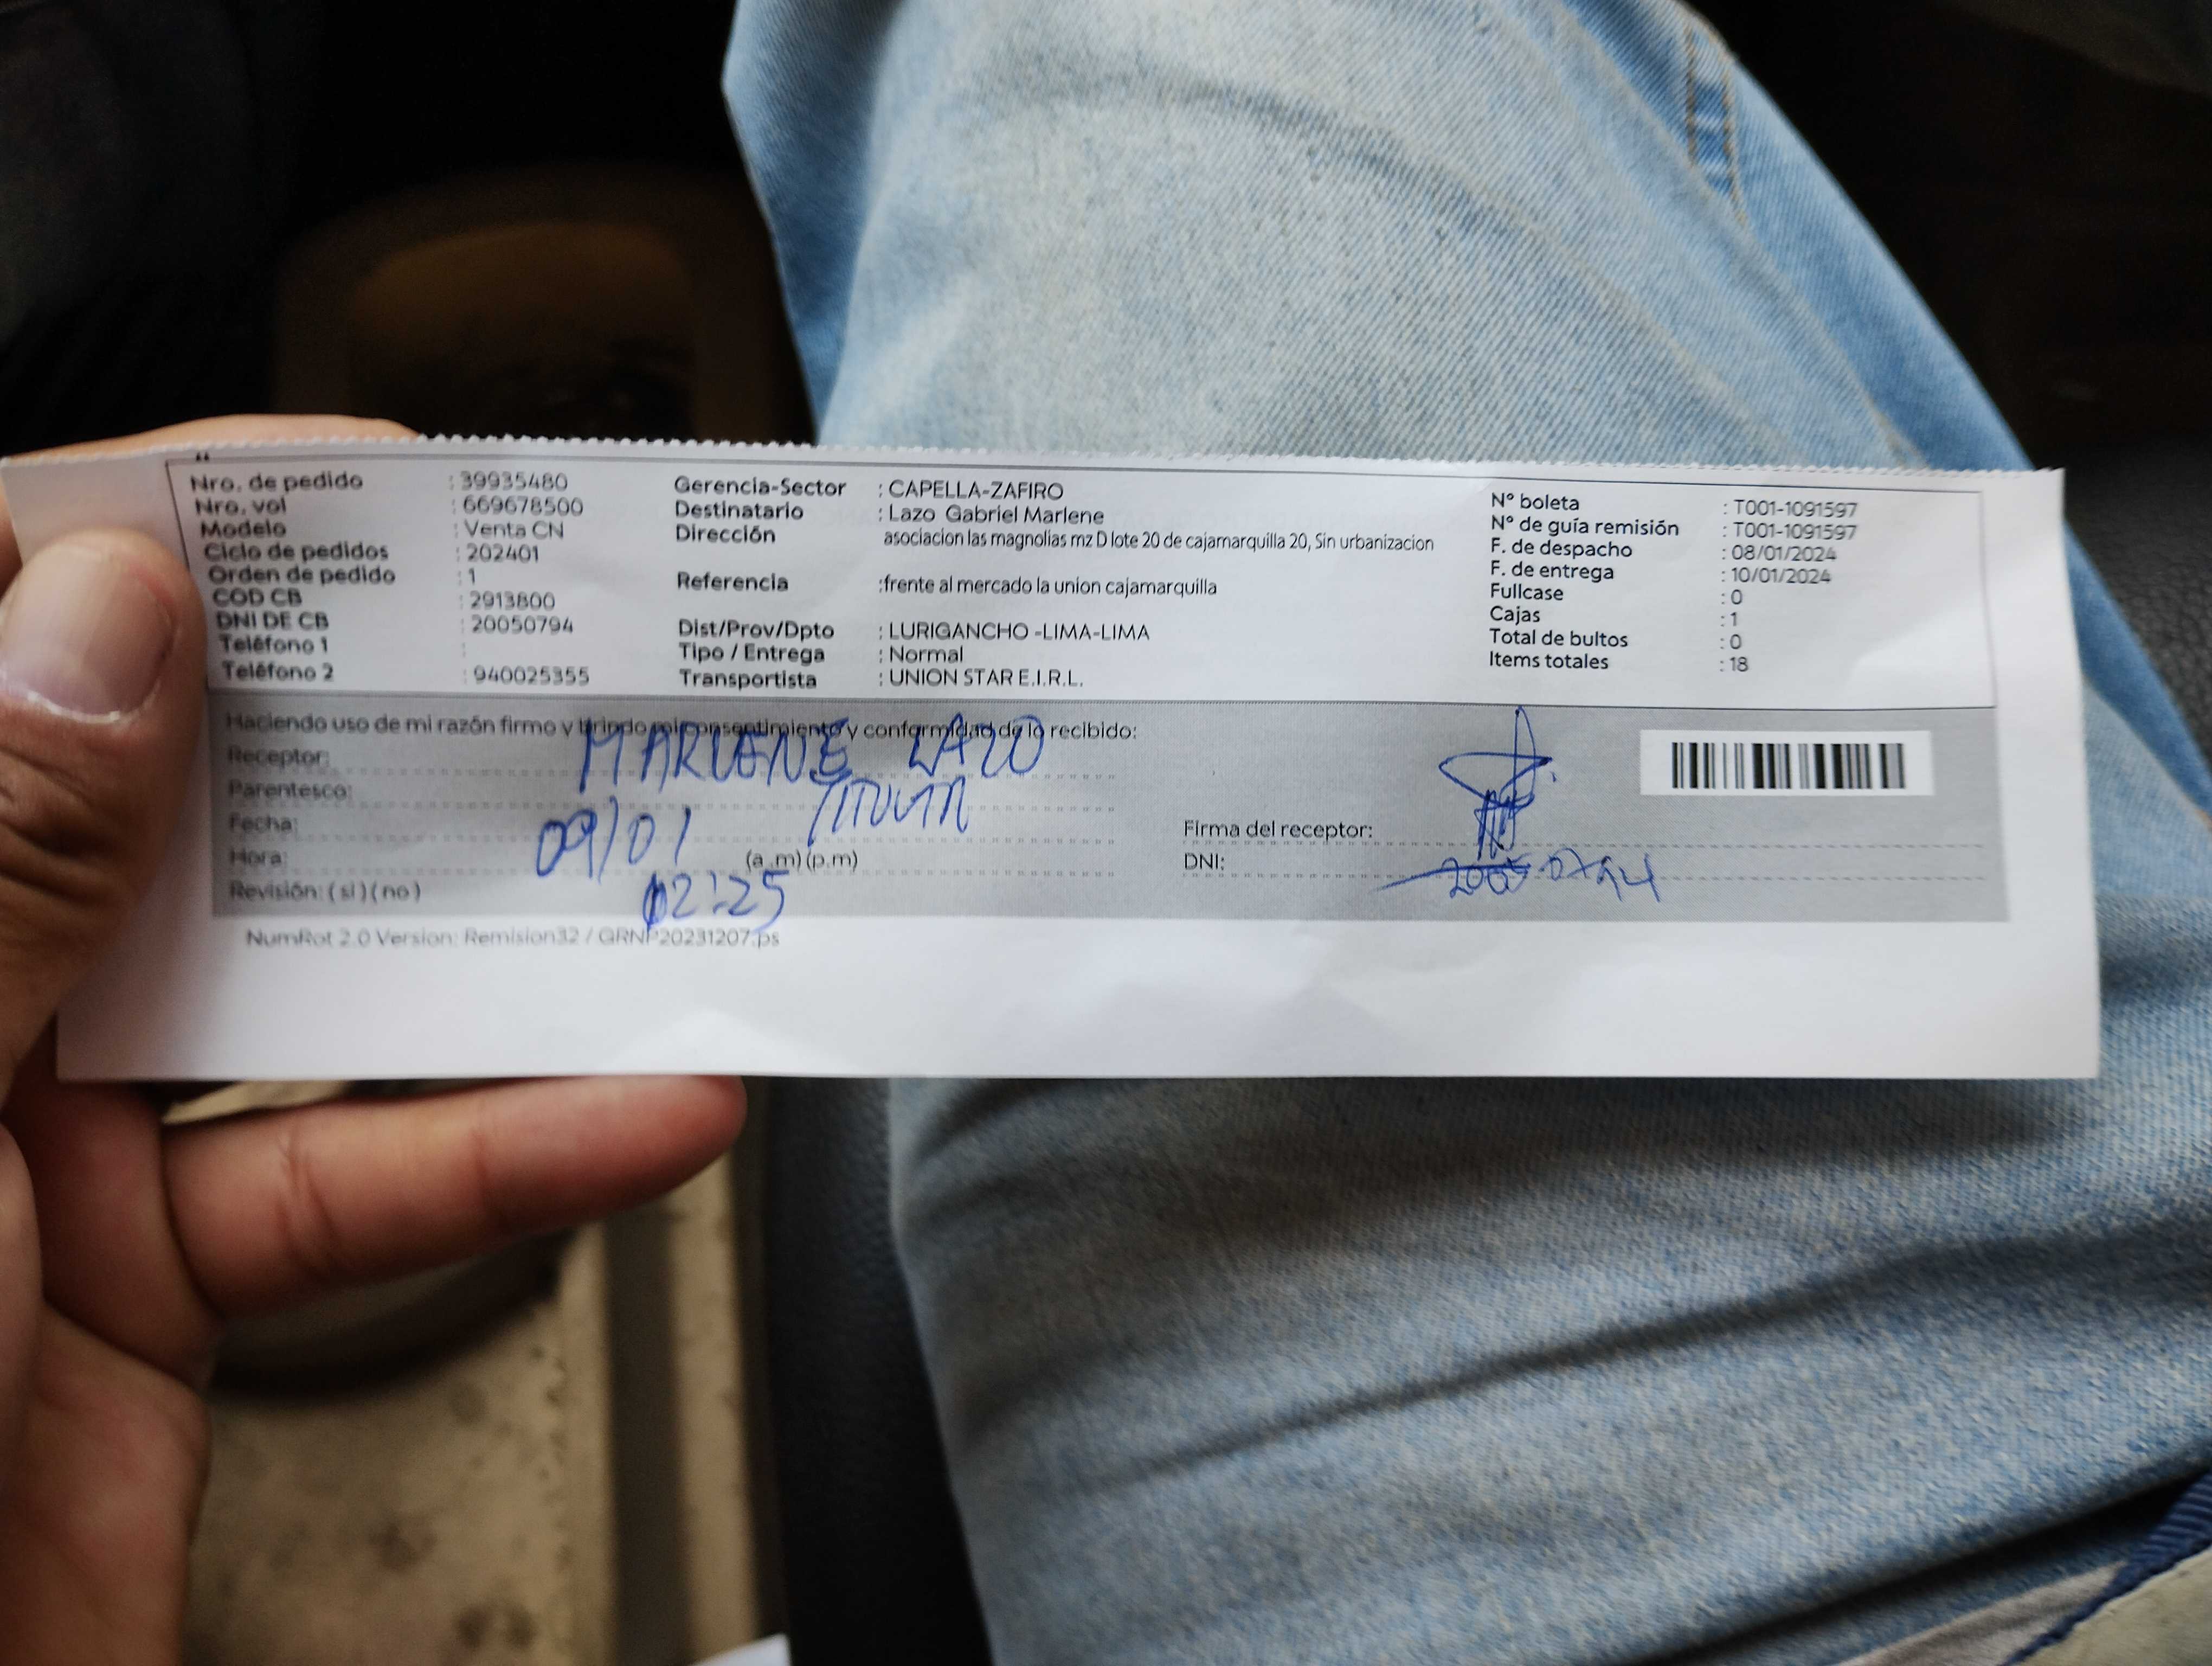 Nro. de pedido : 39935480
Nro. vol : 669678500
Modelo : Venta CN
Ciclo de pedidos : 202401
Orden de pedido : 1
COD CB : 2913800
DNI DE CB : 20050794
Teléfono 1 :
Teléfono 2 : 940025355
Gerencia-Sector : CAPELLA-ZAFIRO
Destinatario : Lazo Gabriel Marlene
Dirección asociacion las magnolias mz D lote 20 de cajamarquilla 20, Sin urbanizacion
Referencia :frente al mercado la union cajamarquilla
Dist/Prov/Dpto : LURIGANCHO -LIMA-LIMA
Tipo / Entrega : Normal
Transportista : UNION STAR E.I.R.L.
N° boleta : T001-1091597
N° de guía remisión : T001-1091597
F. de despacho : 08/01/2024
F. de entrega : 10/01/2024
Fullcase : 0
Cajas : 1
Total de bultos : 0
Items totales : 18
Haciendo uso de mi razón firmo y brindo mi consentimiento y conformidad de lo recibido:
Receptor: MARLENE LAZO
Parentesco: TITULAR
Fecha: 09/01
Hora: (a .m) (p.m) 02:25
Revisión: ( si ) ( no )
Firma del receptor:
DNI: 20050794
NumRot 2.0 Version: Remision32 / GRNP20231207.ps